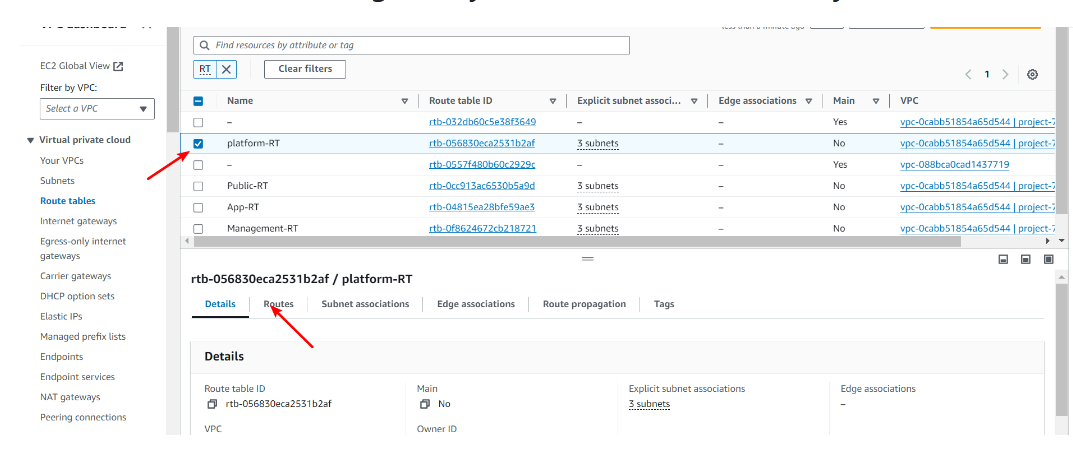 EC2 Global View
Filter by VPC:
Select a VPC
Virtual private cloud
Your VPCs
Subnets
Route tables
Internet gateways
Egress-only internet
gateways
Carrier gateways
DHCP option sets
Elastic IPs
Managed prefix lists
Endpoints
Endpoint services
NAT gateways
Peering connections
Find resources by attribute or tag
RT Clear filters
1
Name Route table ID Explicit subnet associ... Edge associations Main VPC
– rtb-032db60c5e38f3649 – – Yes vpc-0cabb51854a65d544 | project-7
platform-RT rtb-056830eca2531b2af 3 subnets – No vpc-0cabb51854a65d544 | project-7
– rtb-0557f480b60c2929c – – Yes vpc-088bca0cad1437719
Public-RT rtb-0cc913ac6530b5a9d 3 subnets – No vpc-0cabb51854a65d544 | project-7
App-RT rtb-04815ea28bfe59ae3 3 subnets – No vpc-0cabb51854a65d544 | project-7
Management-RT rtb-0f8624672cb218721 3 subnets – No vpc-0cabb51854a65d544 | project-7
rtb-056830eca2531b2af / platform-RT
Details Routes Subnet associations Edge associations Route propagation Tags
Details
Route table ID Main Explicit subnet associations Edge associations
rtb-056830eca2531b2af No 3 subnets –
VPC Owner ID